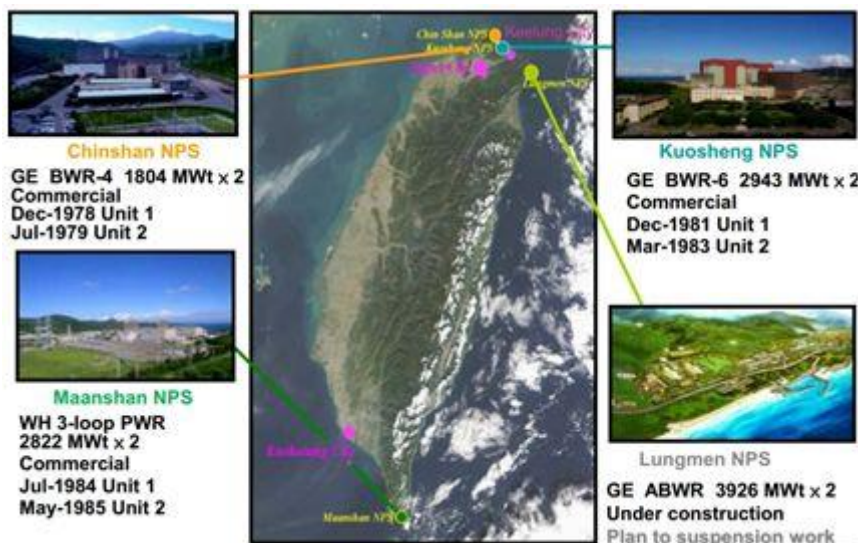 Chinshan NPS
GE BWR-4 1804 MWt x 2
Commercial
Dec-1978 Unit 1
Jul-1979 Unit 2
Maanshan NPS
WH 3-loop PWR
2822 MWt x 2
Commercial
Jul-1984 Unit 1
May-1985 Unit 2
Chin Shan NPS
Keelung City
Kuosheng NPS
Lungmen NPS
Maanshan NPS
Kuosheng NPS
GE BWR-6 2943 MWt x 2
Commercial
Dec-1981 Unit 1
Mar-1983 Unit 2
Lungmen NPS
GE ABWR 3926 MWt x 2
Under construction
Plan to suspension work